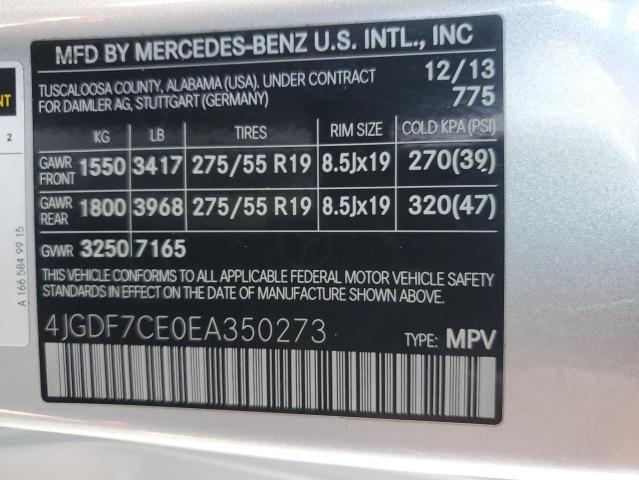 MFD BY MERCEDES-BENZ U.S. INTL., INC
TUSCALOOSA COUNTY, ALABAMA (USA). UNDER CONTRACT 12/13
FOR DAIMLER AG, STUTTGART (GERMANY) 775
KG LB TIRES RIM SIZE COLD KPA (PSI)
GAWR FRONT 1550 3417 275/55 R19 8.5Jx19 270(39)
GAWR REAR 1800 3968 275/55 R19 8.5Jx19 320(47)
GVWR 3250 7165
THIS VEHICLE CONFORMS TO ALL APPLICABLE FEDERAL MOTOR VEHICLE SAFETY
STANDARDS IN EFFECT ON THE DATE OF MANUFACTURE SHOWN ABOVE.
4JGDF7CE0EA350273 TYPE: MPV
A 166 584 99 15
2